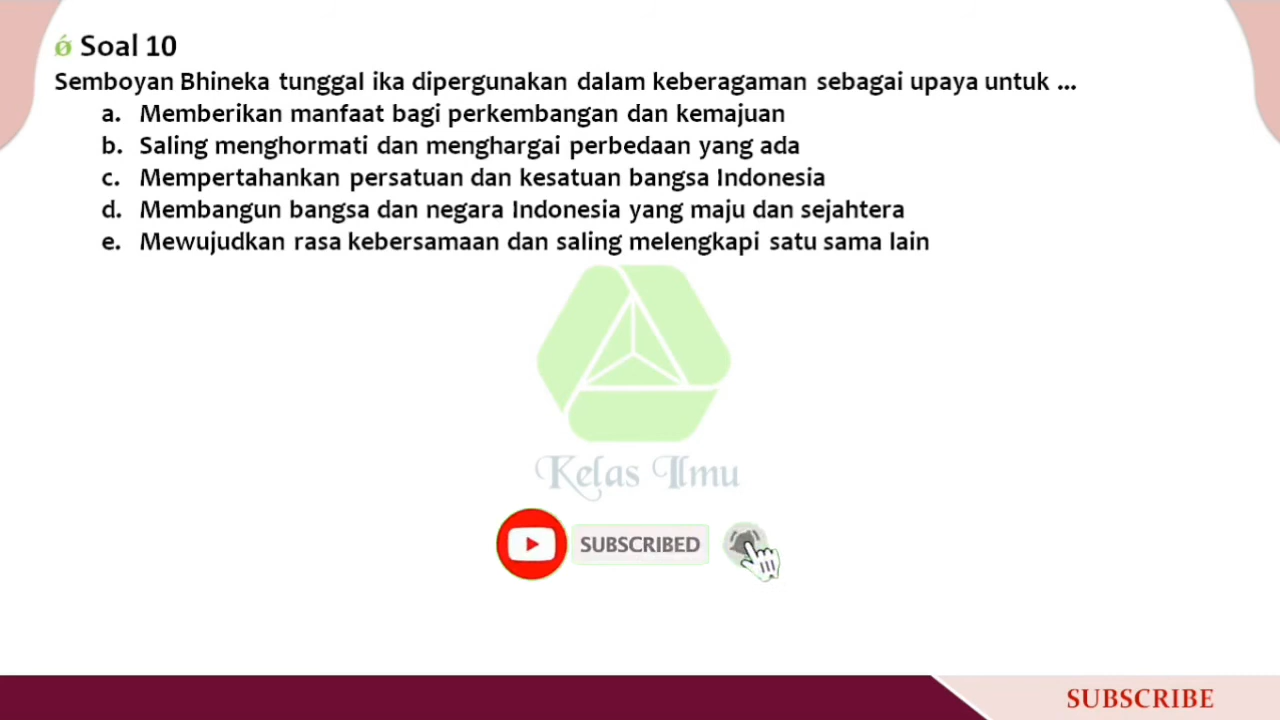 Soal 10
Semboyan Bhineka tunggal ika dipergunakan dalam keberagaman sebagai upaya untuk ...
a. Memberikan manfaat bagi perkembangan dan kemajuan
b. Saling menghormati dan menghargai perbedaan yang ada
c. Mempertahankan persatuan dan kesatuan bangsa Indonesia
d. Membangun bangsa dan negara Indonesia yang maju dan sejahtera
e. Mewujudkan rasa kebersamaan dan saling melengkapi satu sama lain
Kelas Ilmu
SUBSCRIBED
SUBSCRIBE